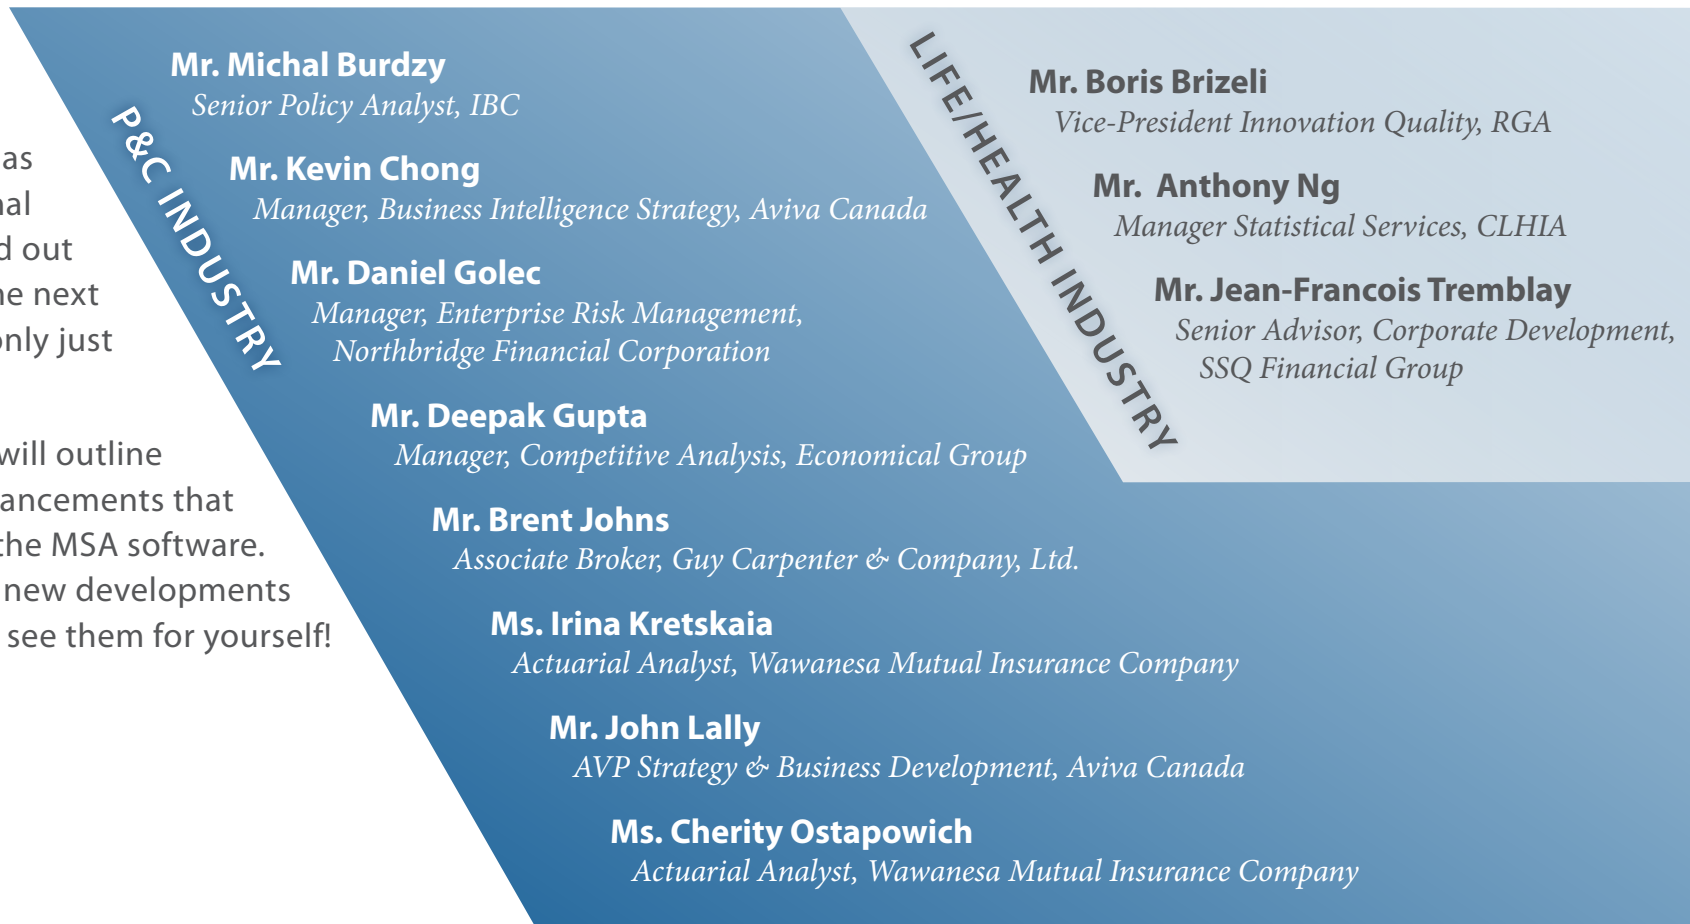 as
nal
d out
ne next
only just
will outline
ancements that
the MSA software.
new developments
see them for yourself!
P&C INDUSTRY
Mr. Michal Burdzy
Senior Policy Analyst, IBC
Mr. Kevin Chong
Manager, Business Intelligence Strategy, Aviva Canada
Mr. Daniel Golec
Manager, Enterprise Risk Management,
Northbridge Financial Corporation
Mr. Deepak Gupta
Manager, Competitive Analysis, Economical Group
Mr. Brent Johns
Associate Broker, Guy Carpenter & Company, Ltd.
Ms. Irina Kretskaia
Actuarial Analyst, Wawanesa Mutual Insurance Company
Mr. John Lally
AVP Strategy & Business Development, Aviva Canada
Ms. Cherity Ostapowich
Actuarial Analyst, Wawanesa Mutual Insurance Company
LIFE/HEALTH INDUSTRY
Mr. Boris Brizeli
Vice-President Innovation Quality, RGA
Mr. Anthony Ng
Manager Statistical Services, CLHIA
Mr. Jean-Francois Tremblay
Senior Advisor, Corporate Development,
SSQ Financial Group